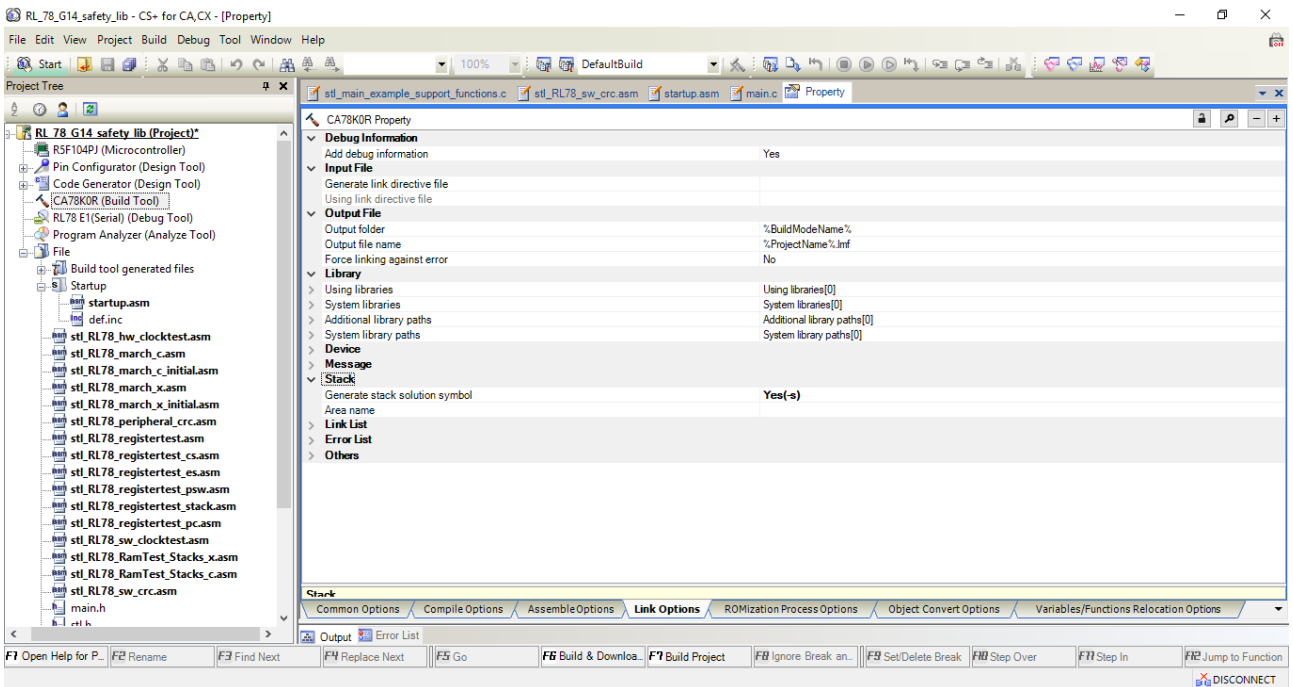 RL_78_G14_safety_lib - CS+ for CA,CX - [Property]
File Edit View Project Build Debug Tool Window Help
Start 100% DefaultBuild
Project Tree
stl_main_example_support_functions.c stl_RL78_sw_crc.asm startup.asm main.c Property
RL_78_G14_safety_lib (Project)*
R5F104PJ (Microcontroller)
Pin Configurator (Design Tool)
Code Generator (Design Tool)
CA78K0R (Build Tool)
RL78 E1(Serial) (Debug Tool)
Program Analyzer (Analyze Tool)
File
Build tool generated files
Startup
startup.asm
def.inc
stl_RL78_hw_clocktest.asm
stl_RL78_march_c.asm
stl_RL78_march_c_initial.asm
stl_RL78_march_x.asm
stl_RL78_march_x_initial.asm
stl_RL78_peripheral_crc.asm
stl_RL78_registertest.asm
stl_RL78_registertest_cs.asm
stl_RL78_registertest_es.asm
stl_RL78_registertest_psw.asm
stl_RL78_registertest_stack.asm
stl_RL78_registertest_pc.asm
stl_RL78_sw_clocktest.asm
stl_RL78_RamTest_Stacks_x.asm
stl_RL78_RamTest_Stacks_c.asm
stl_RL78_sw_crc.asm
main.h
stl.h
CA78K0R Property
Debug Information
Add debug information Yes
Input File
Generate link directive file
Using link directive file
Output File
Output folder %BuildModeName%
Output file name %ProjectName%.lmf
Force linking against error No
Library
Using libraries Using libraries[0]
System libraries System libraries[0]
Additional library paths Additional library paths[0]
System library paths System library paths[0]
Device
Message
Stack
Generate stack solution symbol Yes(-s)
Area name
Link List
Error List
Others
Stack
Common Options Compile Options Assemble Options Link Options ROMization Process Options Object Convert Options Variables/Functions Relocation Options
Output Error List
F1 Open Help for P... F2 Rename F3 Find Next F4 Replace Next F5 Go F6 Build & Downloa... F7 Build Project F8 Ignore Break an... F9 Set/Delete Break F10 Step Over F11 Step In F12 Jump to Function
DISCONNECT